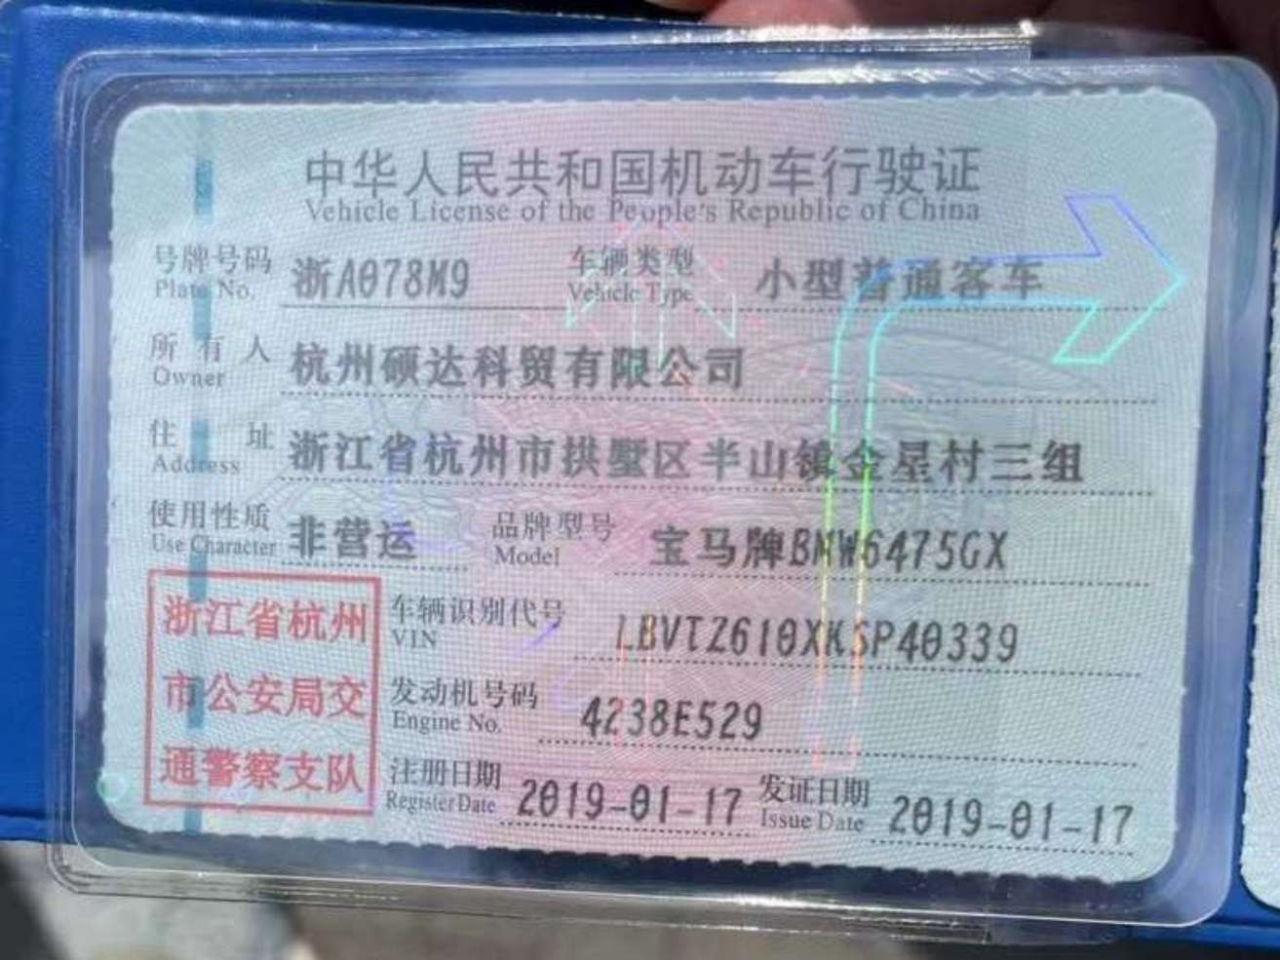 中华人民共和国机动车行驶证
Vehicle License of the People's Republic of China
号牌号码 浙A078M9 车辆类型 小型普通客车
Plate No. Vehicle Type
所有人 杭州硕达科贸有限公司
Owner
住址 浙江省杭州市拱墅区半山镇金星村三组
Address
使用性质 非营运 品牌型号 宝马牌BMW6475GX
Use Character Model
浙江省杭州
市公安局交
通警察支队
车辆识别代号 LBVTZ610XKSP40339
VIN
发动机号码 4238E529
Engine No.
注册日期 2019-01-17 发证日期 2019-01-17
Register Date Issue Date